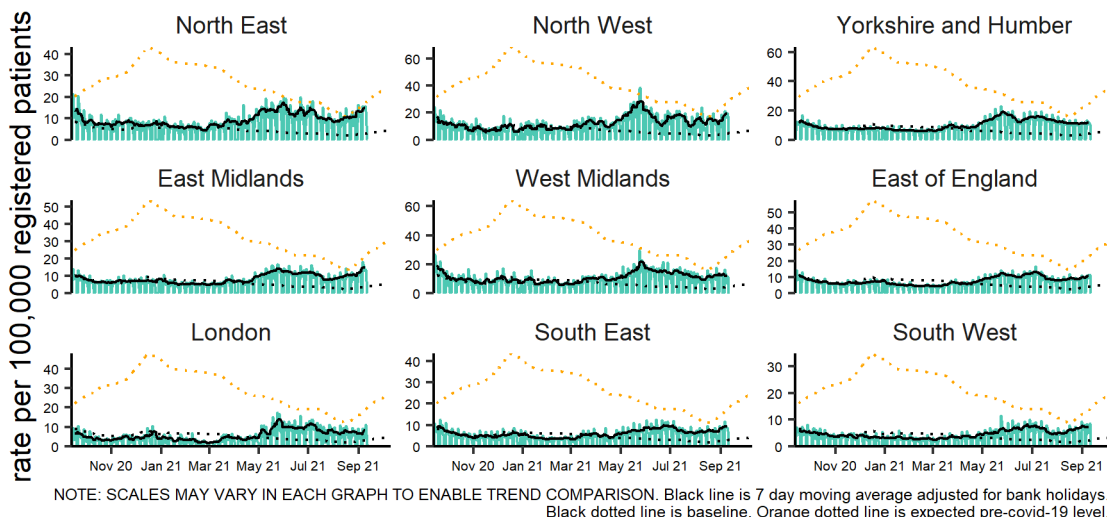 rate per 100,000 registered patients
North East
40
30
20
10
0
North West
60
40
20
0
Yorkshire and Humber
60
40
20
0
East Midlands
50
40
30
20
10
0
West Midlands
60
40
20
0
East of England
50
40
30
20
10
0
London
40
30
20
10
0
Nov 20 Jan 21 Mar 21 May 21 Jul 21 Sep 21
South East
40
30
20
10
0
Nov 20 Jan 21 Mar 21 May 21 Jul 21 Sep 21
South West
30
20
10
0
Nov 20 Jan 21 Mar 21 May 21 Jul 21 Sep 21
NOTE: SCALES MAY VARY IN EACH GRAPH TO ENABLE TREND COMPARISON. Black line is 7 day moving average adjusted for bank holidays.
Black dotted line is baseline. Orange dotted line is expected pre-covid-19 level.